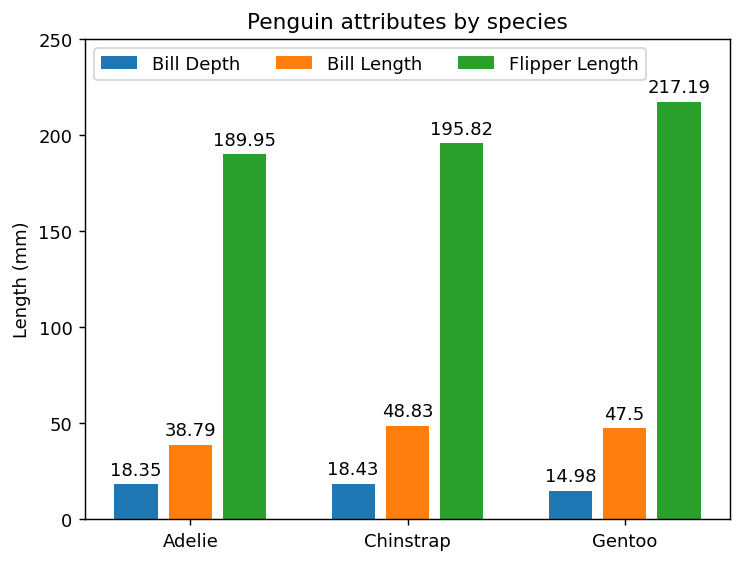 Penguin attributes by species
250
200
150
100
50
0
Length (mm)
Bill Depth Bill Length Flipper Length
18.35 38.79 189.95
18.43 48.83 195.82
14.98 47.5 217.19
Adelie Chinstrap Gentoo